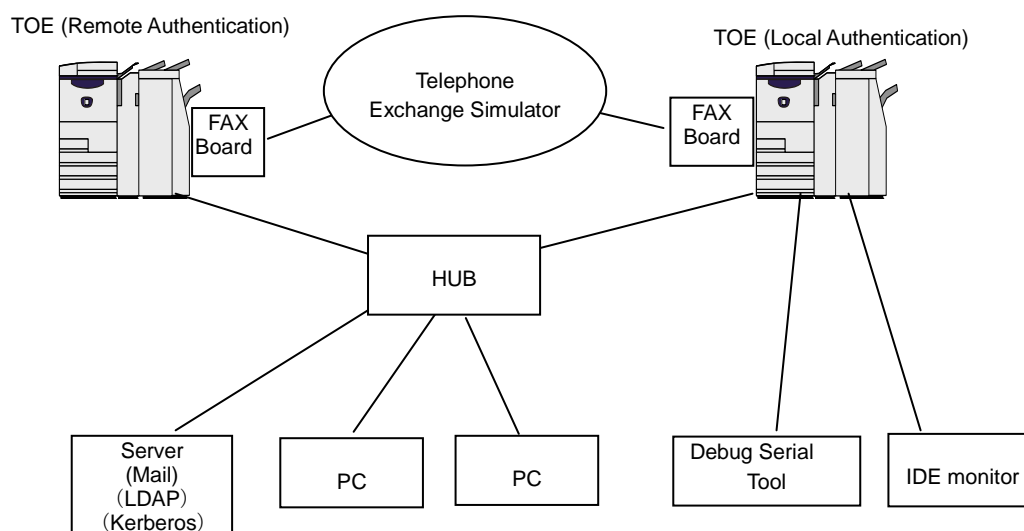 TOE (Remote Authentication)
TOE (Local Authentication)
Telephone
Exchange Simulator
FAX
Board
FAX
Board
HUB
Server
(Mail)
（LDAP）
（Kerberos）
PC
PC
Debug Serial
Tool
IDE monitor